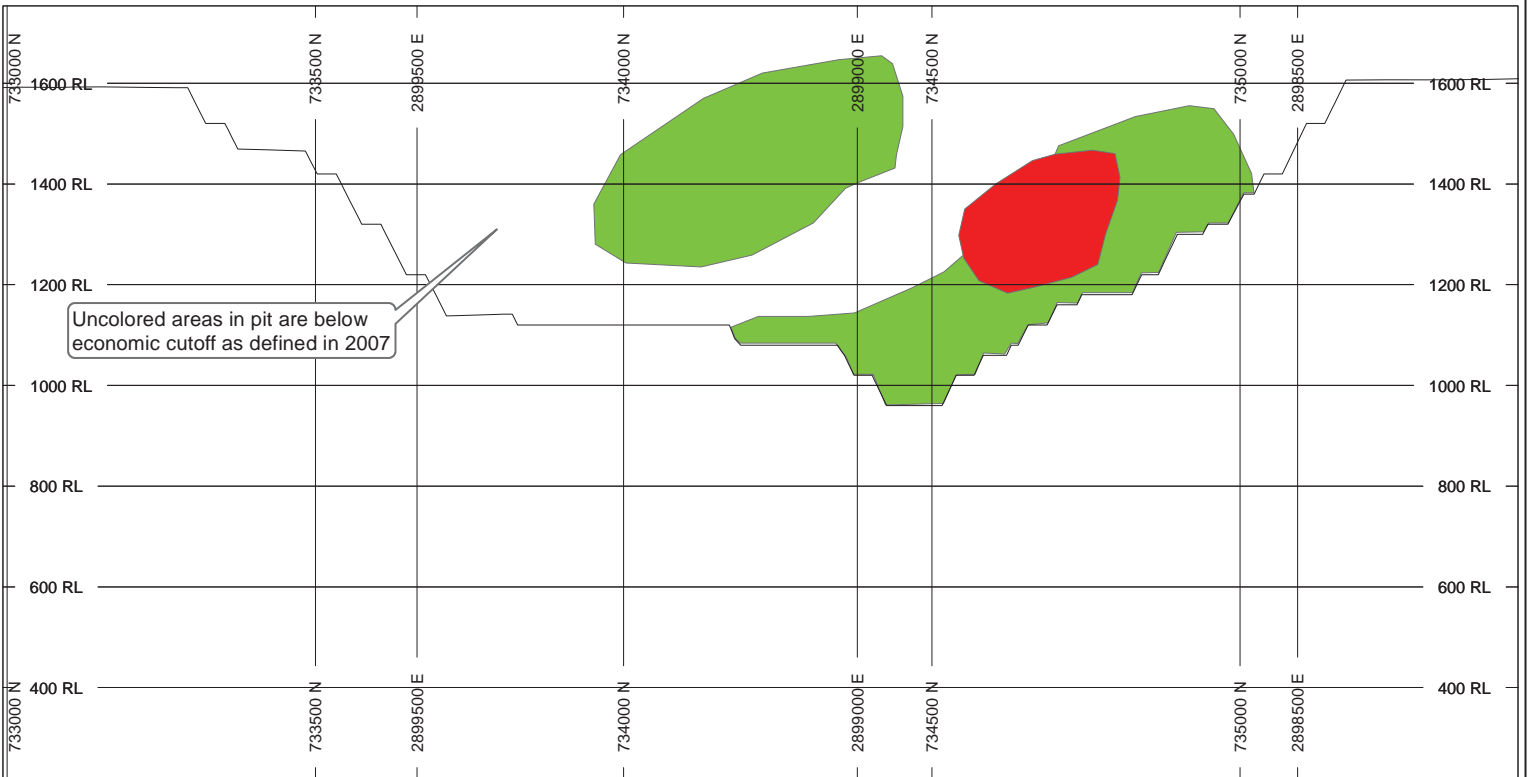 733000 N
733500 N
2899500 E
734000 N
2899000 E
734500 N
735000 N
2898500 E
1600 RL
1600 RL
1400 RL
1400 RL
1200 RL
1200 RL
Uncolored areas in pit are below
economic cutoff as defined in 2007
1000 RL
1000 RL
800 RL
800 RL
600 RL
600 RL
400 RL
400 RL
733000 N
733500 N
2899500 E
734000 N
2899000 E
734500 N
735000 N
2898500 E